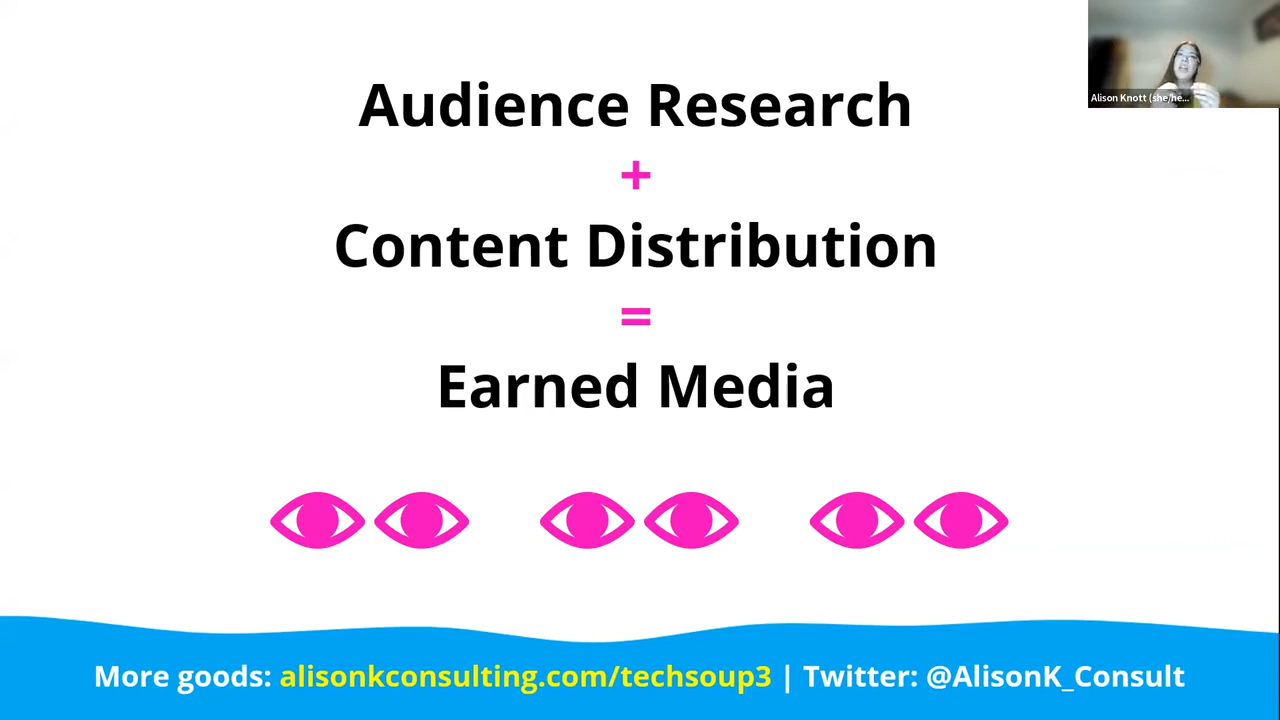 Alison Knott (she/he...
Audience Research
+
Content Distribution
=
Earned Media
More goods: alisonkconsulting.com/techsoup3 | Twitter: @AlisonK_Consult